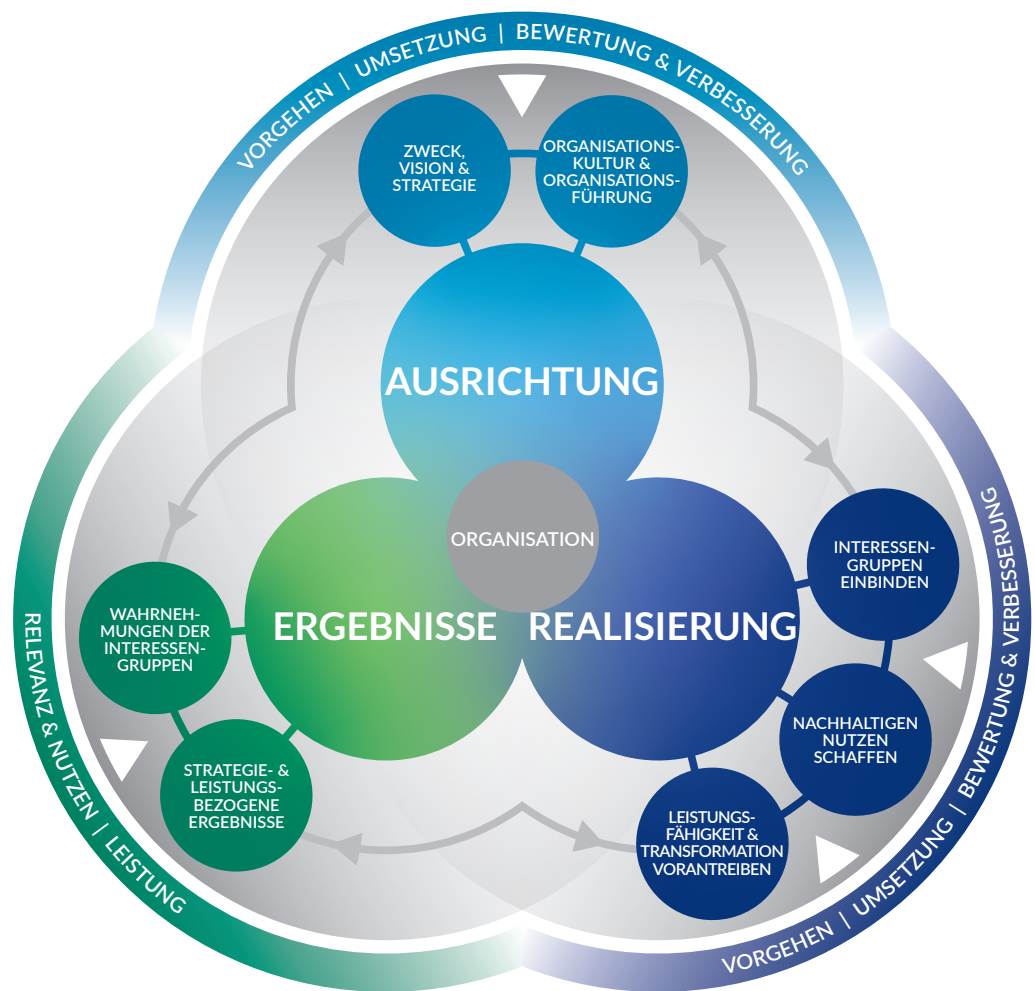 VORGEHEN | UMSETZUNG | BEWERTUNG & VERBESSERUNG
ZWECK,
VISION &
STRATEGIE
ORGANISATIONS-
KULTUR &
ORGANISATIONS-
FÜHRUNG
AUSRICHTUNG
ORGANISATION
ERGEBNISSE
REALISIERUNG
INTERESSEN-
GRUPPEN
EINBINDEN
NACHHALTIGEN
NUTZEN
SCHAFFEN
LEISTUNGS-
FÄHIGKEIT &
TRANSFORMATION
VORANTREIBEN
VORGEHEN | UMSETZUNG | BEWERTUNG & VERBESSERUNG
WAHRNEH-
MUNGEN DER
INTERESSEN-
GRUPPEN
STRATEGIE- &
LEISTUNGS-
BEZOGENE
ERGEBNISSE
RELEVANZ & NUTZEN | LEISTUNG